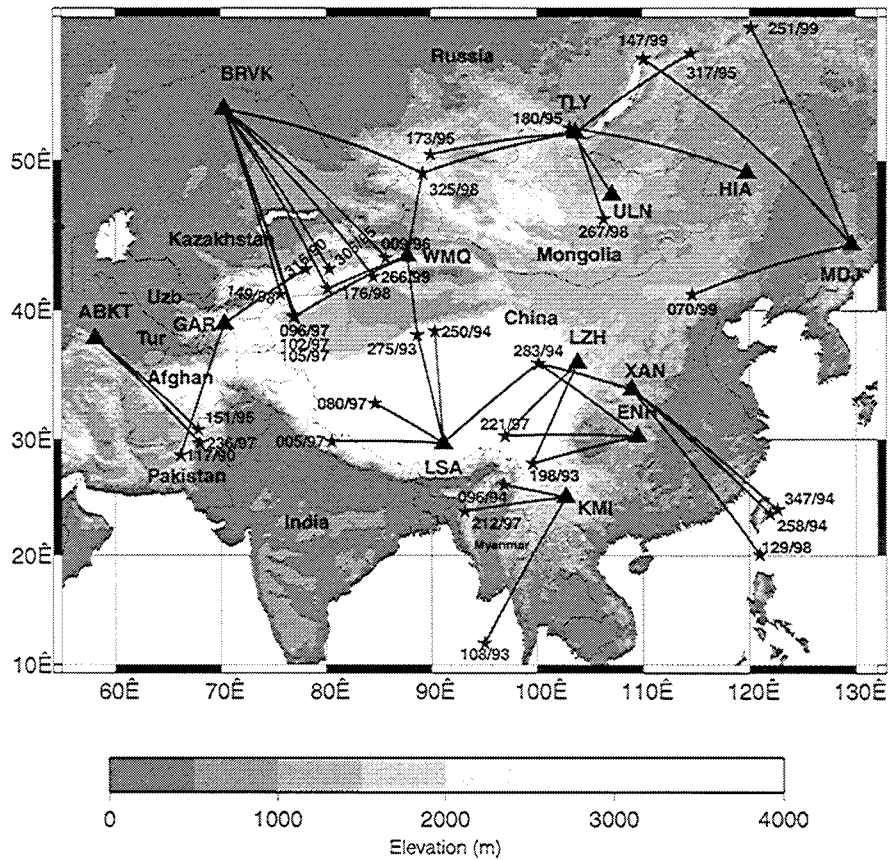 251/99
147/99
Russia
317/95
BRVK
TLY
180/95
173/95
50Ê
325/98
HIA
ULN
267/98
Kazakhstan
316/90
305/95
009/96
WMQ
Mongolia
266/99
MDJ
Uzb
149/98
176/98
070/99
ABKT
40Ê
GAR
096/97
102/97
105/97
China
LZH
Tur
275/93
250/94
283/94
XAN
Afghan
080/97
ENH
151/95
221/97
236/97
005/97
30Ê
117/90
LSA
198/93
Pakistan
096/94
KMI
347/94
India
212/97
258/94
Myanmar
129/98
20Ê
108/93
10Ê
60Ê 70Ê 80Ê 90Ê 100Ê 110Ê 120Ê 130Ê
0 1000 2000 3000 4000
Elevation (m)